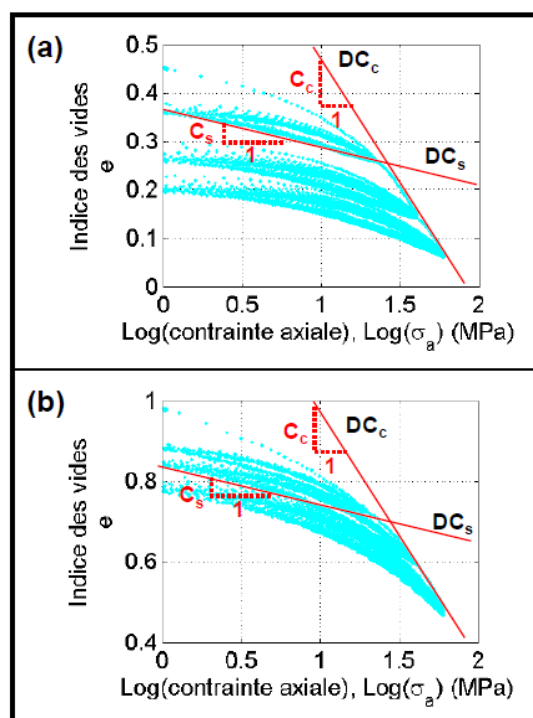 (a)
0.5
0.4
0.3
0.2
0.1
0
Indice des vides
e
C_c
1
DC_c
C_s
1
DC_s
0 0.5 1 1.5 2
Log(contrainte axiale), Log(σ_a) (MPa)
(b)
1
0.8
0.6
0.4
Indice des vides
e
C_c
1
DC_c
C_s
1
DC_s
0 0.5 1 1.5 2
Log(contrainte axiale), Log(σ_a) (MPa)